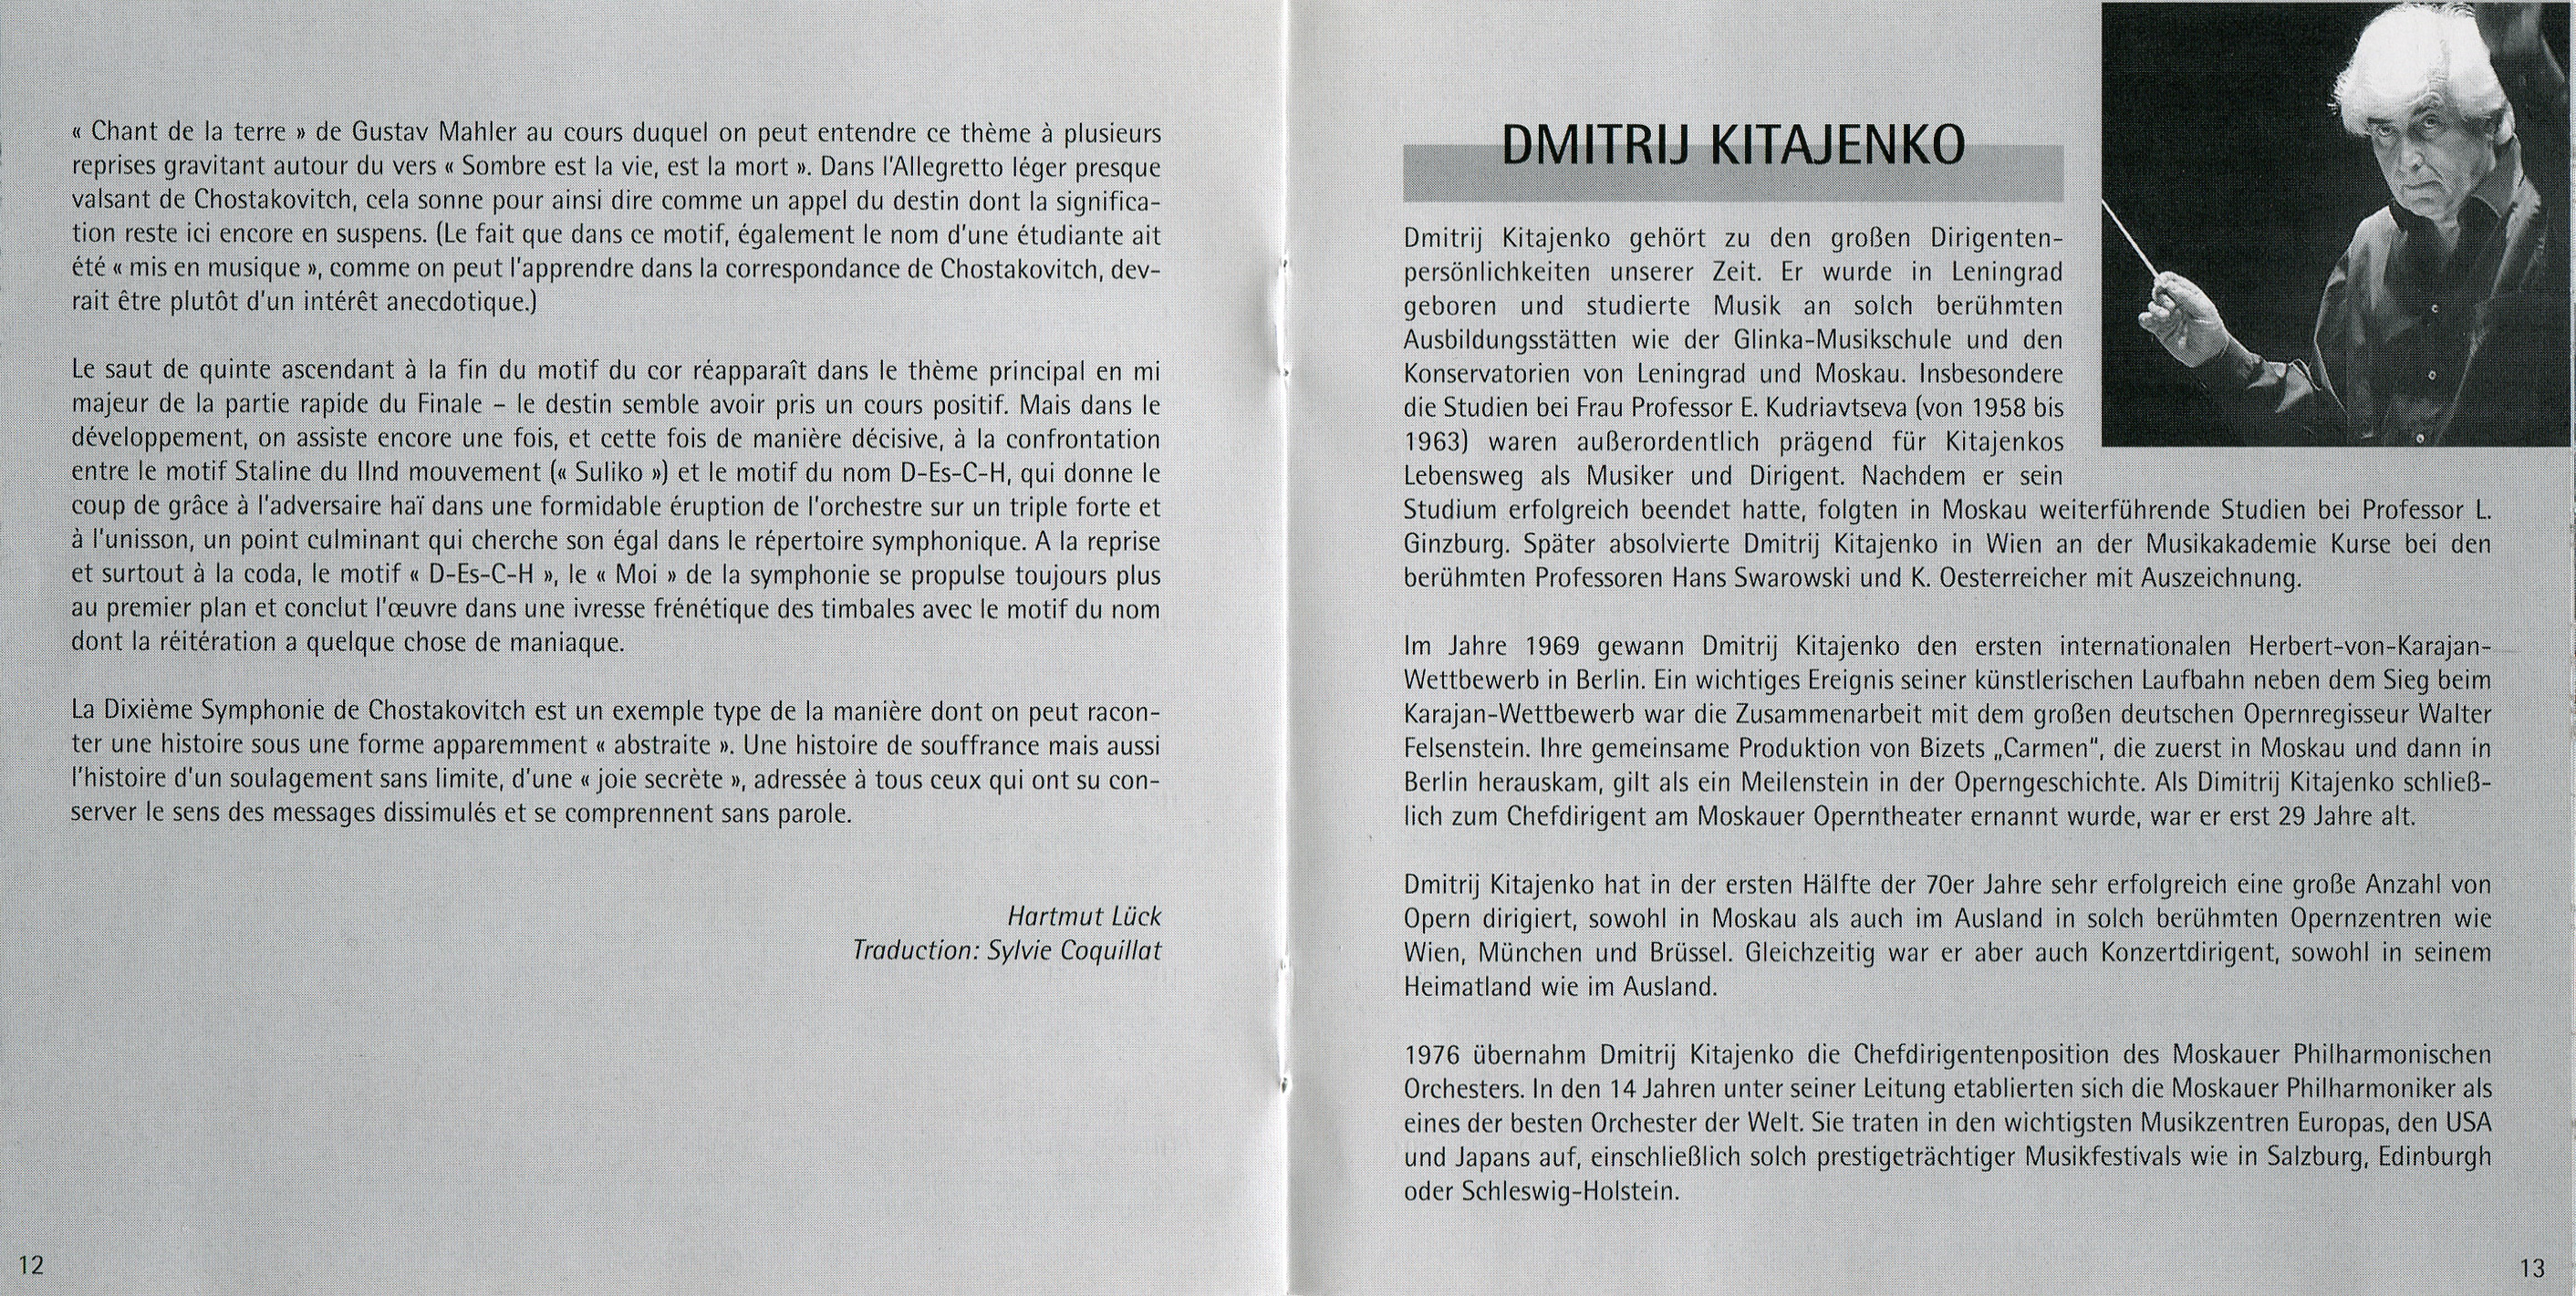 « Chant de la terre » de Gustav Mahler au cours duquel on peut entendre ce thème à plusieurs
reprises gravitant autour du vers « Sombre est la vie, est la mort ». Dans l'Allegretto léger presque
valsant de Chostakovitch, cela sonne pour ainsi dire comme un appel du destin dont la significa-
tion reste ici encore en suspens. (Le fait que dans ce motif, également le nom d'une étudiante ait
été « mis en musique », comme on peut l'apprendre dans la correspondance de Chostakovitch, dev-
rait être plutôt d'un intérêt anecdotique.)
Le saut de quinte ascendant à la fin du motif du cor réapparaît dans le thème principal en mi
majeur de la partie rapide du Finale – le destin semble avoir pris un cours positif. Mais dans le
développement, on assiste encore une fois, et cette fois de manière décisive, à la confrontation
entre le motif Staline du IInd mouvement (« Suliko ») et le motif du nom D-Es-C-H, qui donne le
coup de grâce à l'adversaire haï dans une formidable éruption de l'orchestre sur un triple forte et
à l'unisson, un point culminant qui cherche son égal dans le répertoire symphonique. A la reprise
et surtout à la coda, le motif « D-Es-C-H », le « Moi » de la symphonie se propulse toujours plus
au premier plan et conclut l'œuvre dans une ivresse frénétique des timbales avec le motif du nom
dont la réitération a quelque chose de maniaque.
La Dixième Symphonie de Chostakovitch est un exemple type de la manière dont on peut racon-
ter une histoire sous une forme apparemment « abstraite ». Une histoire de souffrance mais aussi
l'histoire d'un soulagement sans limite, d'une « joie secrète », adressée à tous ceux qui ont su con-
server le sens des messages dissimulés et se comprennent sans parole.
Hartmut Lück
Traduction: Sylvie Coquillat
12
DMITRIJ KITAJENKO
Dmitrij Kitajenko gehört zu den großen Dirigenten-
persönlichkeiten unserer Zeit. Er wurde in Leningrad
geboren und studierte Musik an solch berühmten
Ausbildungsstätten wie der Glinka-Musikschule und den
Konservatorien von Leningrad und Moskau. Insbesondere
die Studien bei Frau Professor E. Kudriavtseva (von 1958 bis
1963) waren außerordentlich prägend für Kitajenkos
Lebensweg als Musiker und Dirigent. Nachdem er sein
Studium erfolgreich beendet hatte, folgten in Moskau weiterführende Studien bei Professor L.
Ginzburg. Später absolvierte Dmitrij Kitajenko in Wien an der Musikakademie Kurse bei den
berühmten Professoren Hans Swarowski und K. Oesterreicher mit Auszeichnung.
Im Jahre 1969 gewann Dmitrij Kitajenko den ersten internationalen Herbert-von-Karajan-
Wettbewerb in Berlin. Ein wichtiges Ereignis seiner künstlerischen Laufbahn neben dem Sieg beim
Karajan-Wettbewerb war die Zusammenarbeit mit dem großen deutschen Opernregisseur Walter
Felsenstein. Ihre gemeinsame Produktion von Bizets „Carmen", die zuerst in Moskau und dann in
Berlin herauskam, gilt als ein Meilenstein in der Operngeschichte. Als Dimitrij Kitajenko schließ-
lich zum Chefdirigent am Moskauer Operntheater ernannt wurde, war er erst 29 Jahre alt.
Dmitrij Kitajenko hat in der ersten Hälfte der 70er Jahre sehr erfolgreich eine große Anzahl von
Opern dirigiert, sowohl in Moskau als auch im Ausland in solch berühmten Opernzentren wie
Wien, München und Brüssel. Gleichzeitig war er aber auch Konzertdirigent, sowohl in seinem
Heimatland wie im Ausland.
1976 übernahm Dmitrij Kitajenko die Chefdirigentenposition des Moskauer Philharmonischen
Orchesters. In den 14 Jahren unter seiner Leitung etablierten sich die Moskauer Philharmoniker als
eines der besten Orchester der Welt. Sie traten in den wichtigsten Musikzentren Europas, den USA
und Japans auf, einschließlich solch prestigeträchtiger Musikfestivals wie in Salzburg, Edinburgh
oder Schleswig-Holstein.
13